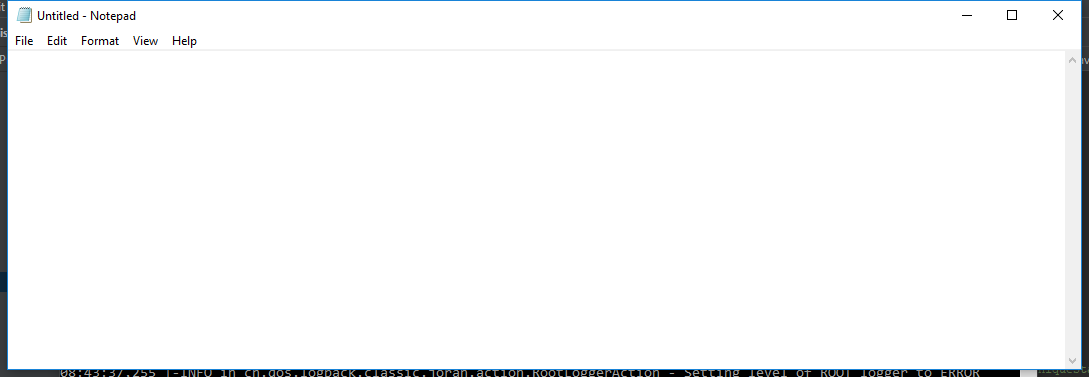 Untitled - Notepad
File Edit Format View Help
08:43:37.255 |-INFO in ch.qos.logback.classic.joran.action.RootLoggerAction - Setting level of ROOT logger to ERROR